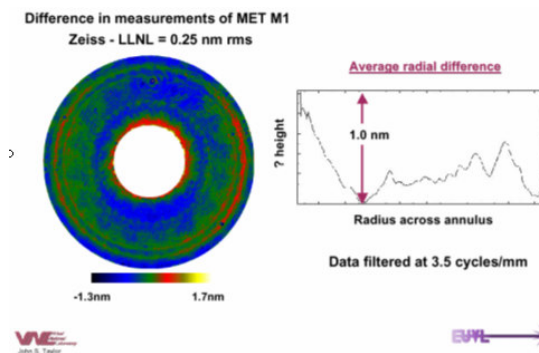 Difference in measurements of MET M1
Zeiss - LLNL = 0.25 nm rms
Average radial difference
1.0 nm
? height
Radius across annulus
Data filtered at 3.5 cycles/mm
-1.3nm
1.7nm
John S. Taylor